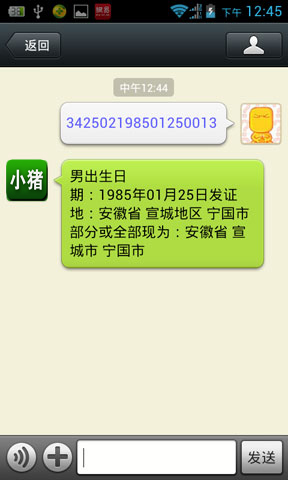 下午 12:45
返回
中午12:44
342502198501250013
小猪
男出生日
期：1985年01月25日发证
地：安徽省 宣城地区 宁国市
部分或全部现为：安徽省 宣
城市 宁国市
发送